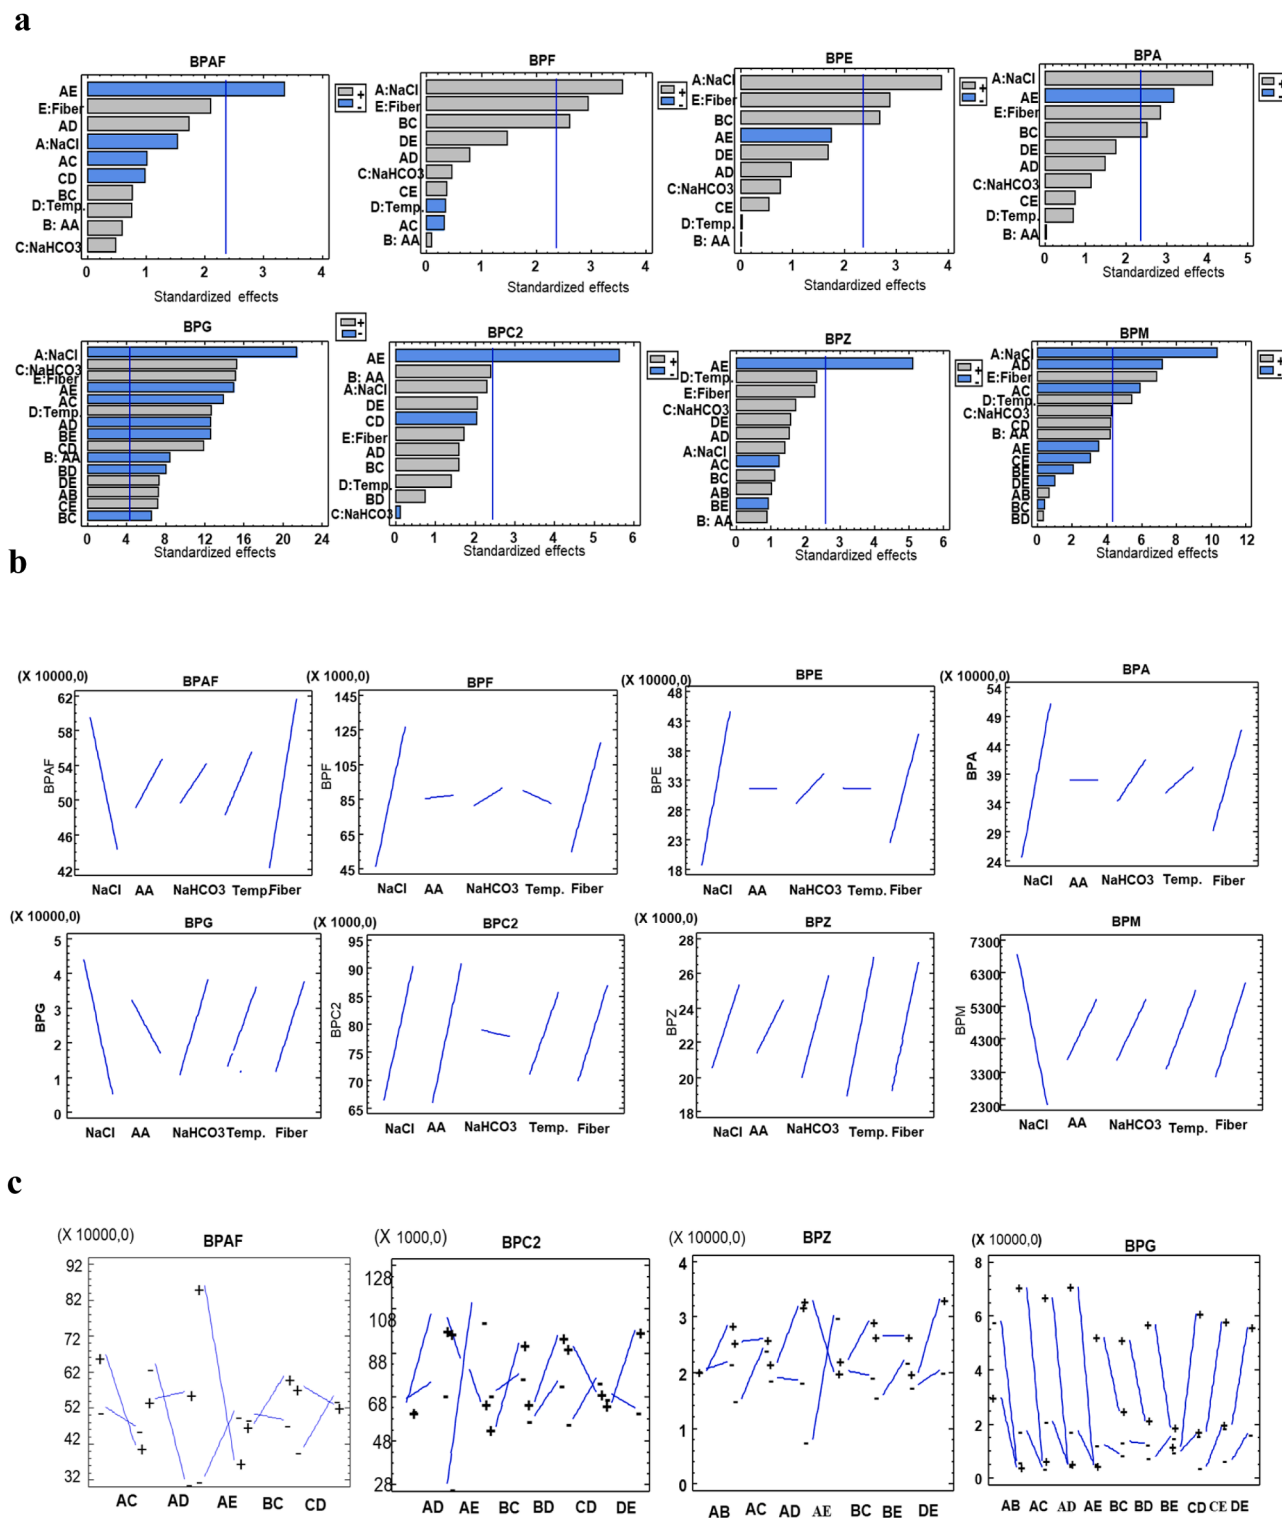 a
BPAF
AE
E:Fiber
AD
A:NaCl
AC
CD
BC
D:Temp.
B: AA
C:NaHCO3
0 1 2 3 4
Standardized effects
+
-
BPF
A:NaCl
E:Fiber
BC
DE
AD
C:NaHCO3
CE
D:Temp.
AC
B: AA
0 1 2 3 4
Standardized effects
+
-
BPE
A:NaCl
E:Fiber
BC
AE
DE
AD
C:NaHCO3
CE
D:Temp.
B: AA
0 1 2 3 4
Standardized effects
+
-
BPA
A:NaCl
AE
E:Fiber
BC
DE
AD
C:NaHCO3
CE
D:Temp.
B: AA
0 1 2 3 4 5
Standardized effects
+
-
BPG
A:NaCl
C:NaHCO3
E:Fiber
AE
AC
D:Temp.
AD
BE
CD
B: AA
BD
DE
AB
CE
BC
0 4 8 12 16 20 24
Standardized effects
+
-
BPC2
AE
B: AA
A:NaCl
DE
CD
E:Fiber
AD
BC
D:Temp.
BD
C:NaHCO3
0 1 2 3 4 5 6
Standardized effects
+
-
BPZ
AE
D:Temp.
E:Fiber
C:NaHCO3
DE
AD
A:NaCl
AC
BC
AB
BE
B: AA
0 1 2 3 4 5 6
Standardized effects
+
-
BPM
A:NaCl
AD
E:Fiber
AC
D:Temp.
C:NaHCO3
CD
B: AA
AE
CE
BE
DE
AB
BC
BD
0 2 4 6 8 10 12
Standardized effects
+
-
b
(X 10000,0)
BPAF
62
58
54
50
46
42
BPAF
NaCl AA NaHCO3 Temp. Fiber
(X 1000,0)
BPF
145
125
105
85
65
45
BPF
NaCl AA NaHCO3 Temp. Fiber
(X 10000,0)
BPE
48
43
38
33
28
23
18
BPE
NaCl AA NaHCO3 Temp. Fiber
(X 10000,0)
BPA
54
49
44
39
34
29
24
BPA
NaCl AA NaHCO3 Temp. Fiber
(X 10000,0)
BPG
5
4
3
2
1
0
BPG
NaCl AA NaHCO3 Temp. Fiber
(X 1000,0)
BPC2
95
90
85
80
75
70
65
BPC2
NaCl AA NaHCO3 Temp. Fiber
(X 1000,0)
BPZ
28
26
24
22
20
18
BPZ
NaCl AA NaHCO3 Temp. Fiber
BPM
7300
6300
5300
4300
3300
2300
BPM
NaCl AA NaHCO3 Temp. Fiber
c
(X 10000,0)
BPAF
92
82
72
62
52
42
32
AC AD AE BC CD
(X 1000,0)
BPC2
128
108
88
68
48
28
AD AE BC BD CD DE
(X 10000,0)
BPZ
4
3
2
1
0
AB AC AD AE BC BE DE
(X 10000,0)
BPG
8
6
4
2
0
AB AC AD AE BC BD BE CD CE DE